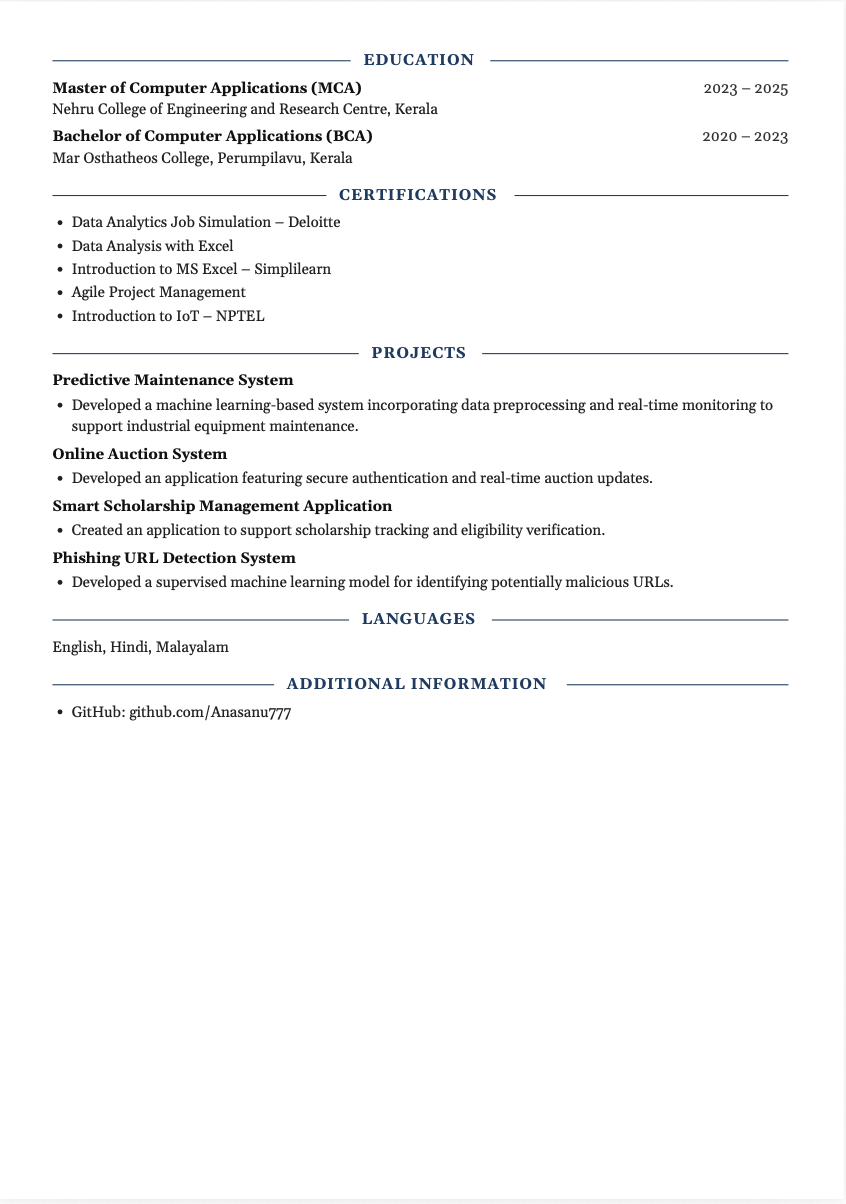 EDUCATION
Master of Computer Applications (MCA) 2023 – 2025
Nehru College of Engineering and Research Centre, Kerala
Bachelor of Computer Applications (BCA) 2020 – 2023
Mar Osthatheos College, Perumpilavu, Kerala
CERTIFICATIONS
• Data Analytics Job Simulation – Deloitte
• Data Analysis with Excel
• Introduction to MS Excel – Simplilearn
• Agile Project Management
• Introduction to IoT – NPTEL
PROJECTS
Predictive Maintenance System
• Developed a machine learning-based system incorporating data preprocessing and real-time monitoring to
support industrial equipment maintenance.
Online Auction System
• Developed an application featuring secure authentication and real-time auction updates.
Smart Scholarship Management Application
• Created an application to support scholarship tracking and eligibility verification.
Phishing URL Detection System
• Developed a supervised machine learning model for identifying potentially malicious URLs.
LANGUAGES
English, Hindi, Malayalam
ADDITIONAL INFORMATION
• GitHub: github.com/Anasanu777